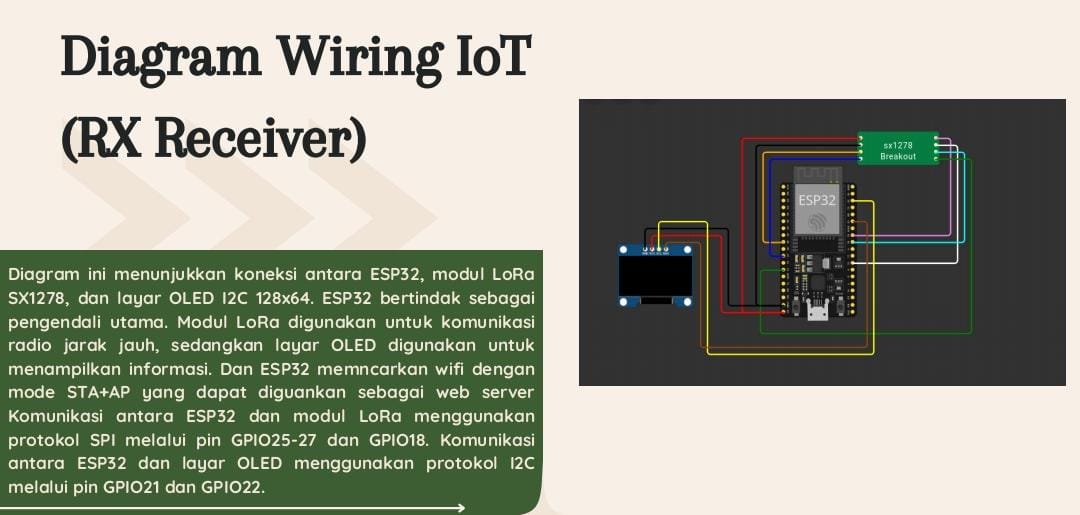 Diagram Wiring IoT
(RX Receiver)
Diagram ini menunjukkan koneksi antara ESP32, modul LoRa
SX1278, dan layar OLED I2C 128x64. ESP32 bertindak sebagai
pengendali utama. Modul LoRa digunakan untuk komunikasi
radio jarak jauh, sedangkan layar OLED digunakan untuk
menampilkan informasi. Dan ESP32 memncarkan wifi dengan
mode STA+AP yang dapat diguankan sebagai web server
Komunikasi antara ESP32 dan modul LoRa menggunakan
protokol SPI melalui pin GPIO25-27 dan GPIO18. Komunikasi
antara ESP32 dan layar OLED menggunakan protokol I2C
melalui pin GPIO21 dan GPIO22.
sx1278
Breakout
ESP32